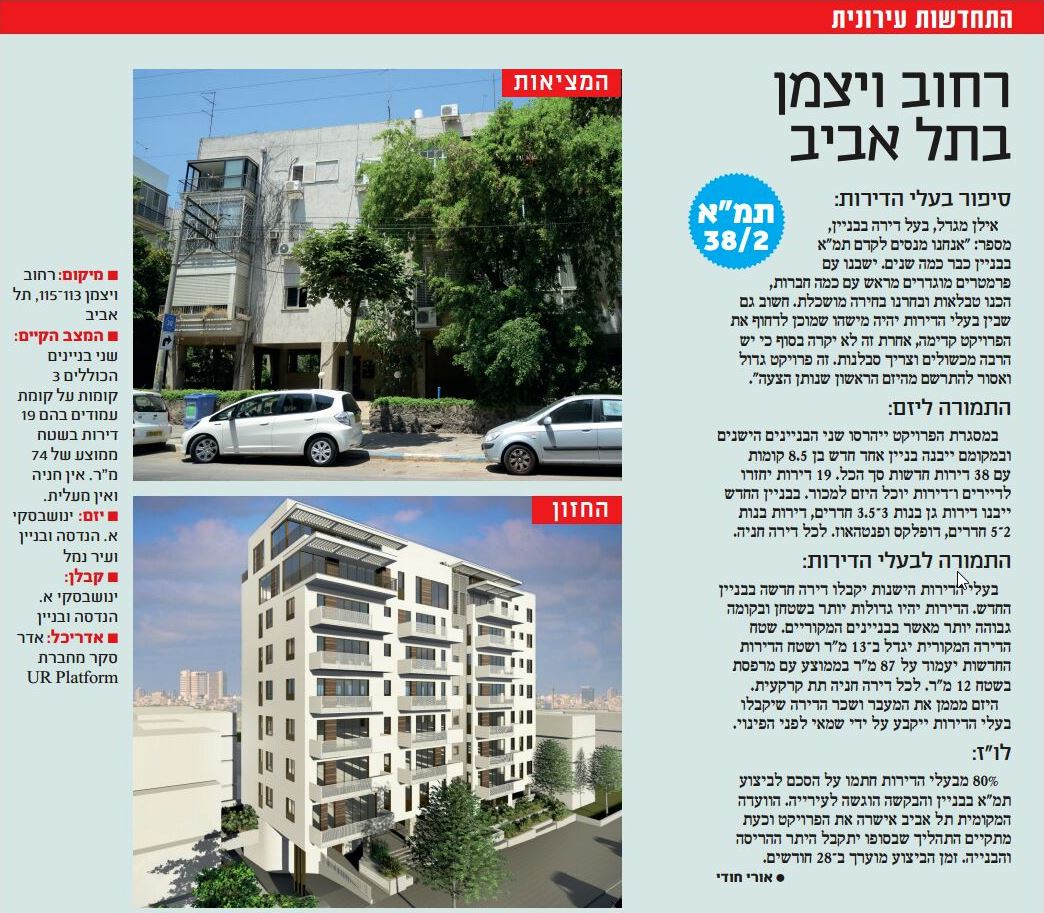 התחדשות עירונית
רחוב ויצמן
בתל אביב
תמ"א
38/2
סיפור בעלי הדירות:
אילן מגדל, בעל דירה בבניין,
מספר: "אנחנו מנסים לקדם תמ"א
בבניין כבר כמה שנים. ישבנו עם
פרמטרים מוגדרים מראש עם כמה חברות,
הכנו טבלאות ובחרנו בחירה מושכלת. חשוב גם
שבין בעלי הדירות יהיה מישהו שמוכן לדחוף את
הפרויקט קדימה, אחרת זה לא יקרה בסוף כי יש
הרבה מכשולים וצריך סבלנות. זה פרויקט גדול
ואסור להתרשם מהיזם הראשון שנותן הצעה".
התמורה ליזם:
במסגרת הפרויקט ייהרסו שני הבניינים הישנים
ובמקומם ייבנה בניין אחד חדש בן 8.5 קומות
עם 38 דירות חדשות סך הכל. 19 דירות יחזרו
לדיירים ו־דירות יוכל היזם למכור. בבניין החדש
ייבנו דירות גן בנות 3־3.5 חדרים, דירות בנות
2־5 חדרים, דופלקס ופנטהאוז. לכל דירה חניה.
התמורה לבעלי הדירות:
בעלי הדירות הישנות יקבלו דירה חדשה בבניין
החדש. הדירות יהיו גדולות יותר בשטחן ובקומה
גבוהה יותר מאשר בבניינים המקוריים. שטח
הדירה המקורית יגדל ב־13 מ"ר ושטח הדירות
החדשות יעמוד על 87 מ"ר בממוצע עם מרפסת
בשטח 12 מ"ר. לכל דירה חניה תת קרקעית.
היזם מממן את המעבר ושכר הדירה שיקבלו
בעלי הדירות ייקבע על ידי שמאי לפני הפינוי.
לו"ז:
80% מבעלי הדירות חתמו על הסכם לביצוע
תמ"א בבניין והבקשה הוגשה לעירייה. הוועדה
המקומית תל אביב אישרה את הפרויקט וכעת
מתקיים התהליך שבסופו יתקבל היתר ההריסה
והבנייה. זמן הביצוע מוערך ב־28 חודשים.
● אורי חודי
המציאות
החזון
■ מיקום: רחוב
ויצמן 113־115, תל
אביב
■ המצב הקיים:
שני בניינים
הכוללים 3
קומות על קומת
עמודים בהם 19
דירות בשטח
ממוצע של 74
מ"ר. אין חניה
ואין מעלית.
■ יזם: ינושבסקי
א. הנדסה ובניין
ועיר נמל
■ קבלן:
ינושבסקי א.
הנדסה ובניין
■ אדריכל: אדר
סקר מחברת
UR Platform